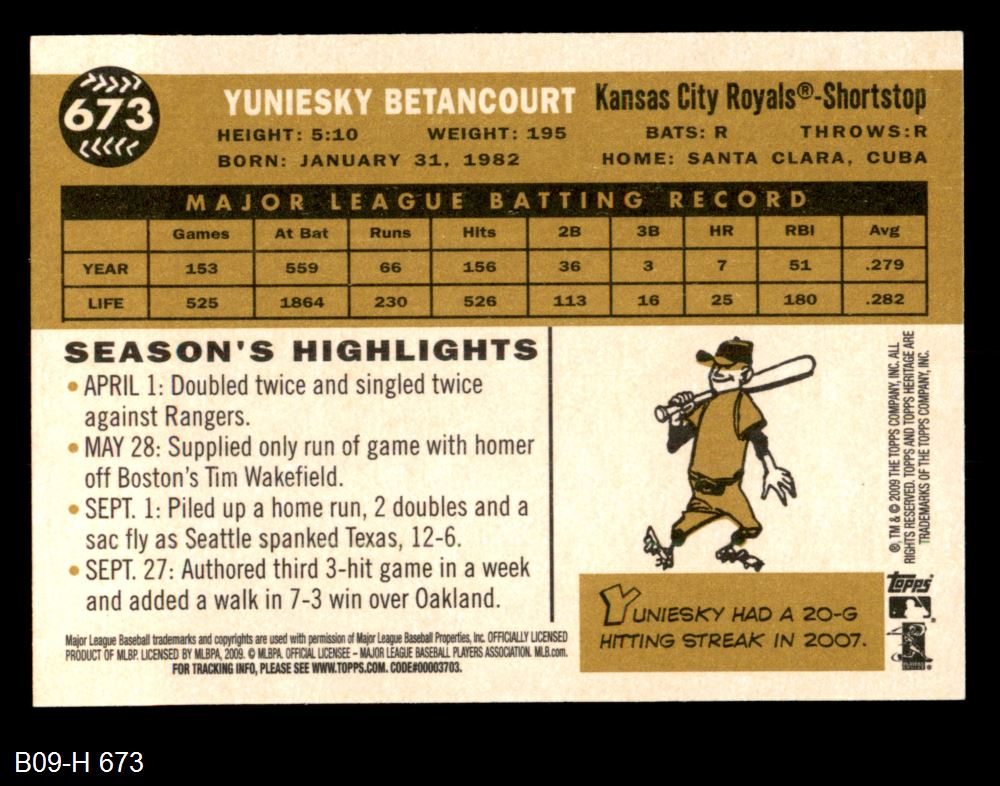 673
YUNIESKY BETANCOURT Kansas City Royals®-Shortstop
HEIGHT: 5:10 WEIGHT: 195 BATS: R THROWS:R
BORN: JANUARY 31, 1982 HOME: SANTA CLARA, CUBA
MAJOR LEAGUE BATTING RECORD
Games At Bat Runs Hits 2B 3B HR RBI Avg
YEAR 153 559 66 156 36 3 7 51 .279
LIFE 525 1864 230 526 113 16 25 180 .282
SEASON'S HIGHLIGHTS
• APRIL 1: Doubled twice and singled twice
against Rangers.
• MAY 28: Supplied only run of game with homer
off Boston's Tim Wakefield.
• SEPT. 1: Piled up a home run, 2 doubles and a
sac fly as Seattle spanked Texas, 12-6.
• SEPT. 27: Authored third 3-hit game in a week
and added a walk in 7-3 win over Oakland.
Major League Baseball trademarks and copyrights are used with permission of Major League Baseball Properties, Inc. OFFICIALLY LICENSED
PRODUCT OF MLBP. LICENSED BY MLBPA, 2009. © MLBPA. OFFICIAL LICENSEE – MAJOR LEAGUE BASEBALL PLAYERS ASSOCIATION. MLB.com.
FOR TRACKING INFO, PLEASE SEE WWW.TOPPS.COM. CODE#00003703.
YUNIESKY HAD A 20-G
HITTING STREAK IN 2007.
®, TM & © 2009 THE TOPPS COMPANY, INC. ALL
RIGHTS RESERVED. TOPPS AND TOPPS HERITAGE ARE
TRADEMARKS OF THE TOPPS COMPANY, INC.
Topps
B09-H 673